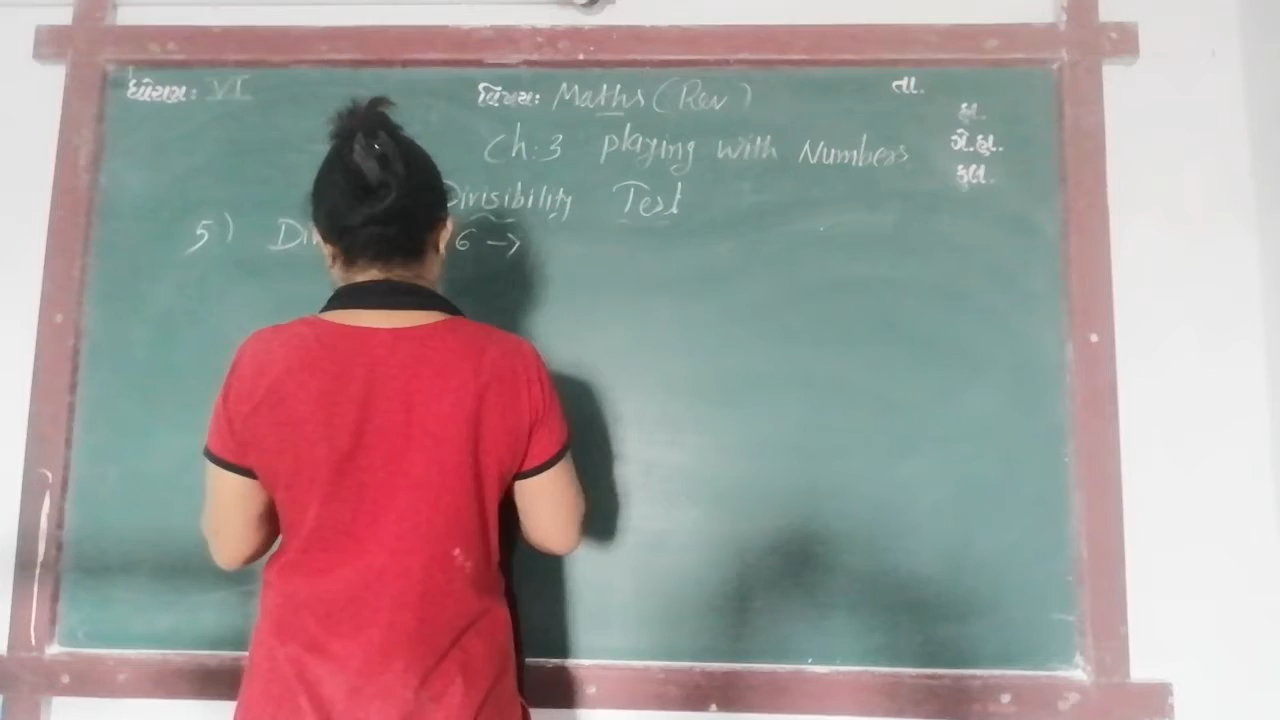 ધોરણ: VI વિષય: Maths (Rev) તા.
હા.
Ch:3 playing with Numbers ગે.હા.
કુલ.
Divisibility Test
5) 6 →